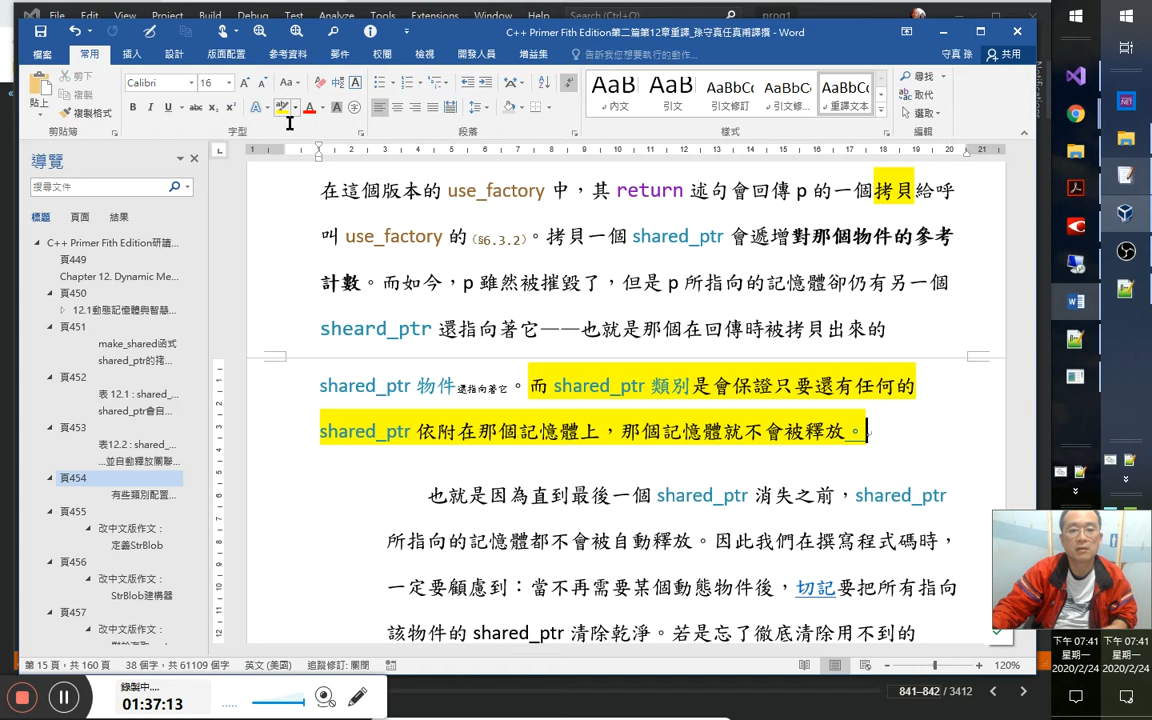 File Edit View Project Build Debug Test Analyze Tools Extensions Window Help Search (Ctrl+Q) prog1
C++ Primer Fith Edition第二篇第12章重譯_孫守真任真甫譯撰 - Word
檔案 常用 插入 設計 版面配置 參考資料 郵件 校閱 檢視 開發人員 增益集 告訴我您想要執行的動作... 守真 孫 共用
貼上 剪下 複製 複製格式
Calibri 16
AaB AaB AaBbCc AaBbCc AaBbCc
內文 引文 引文修訂 引文修... 重譯文本
尋找 取代 選取
剪貼簿 字型 段落 樣式 編輯
導覽
搜尋文件
標題 頁面 結果
C++ Primer Fith Edition研讀...
頁449
Chapter 12. Dynamic Me...
頁450
12.1動態記憶體與智慧...
頁451
make_shared函式
shared_ptr的拷...
頁452
表 12.1 : shared_...
shared_ptr會自...
頁453
表12.2 : shared_...
...並自動釋放關聯...
頁454
有些類別配置...
頁455
改中文版作文：
定義StrBlob
頁456
改中文版作文：
StrBlob建構器
頁457
改中文版作文：
在這個版本的 use_factory 中，其 return 述句會回傳 p 的一個拷貝給呼
叫 use_factory 的（§6.3.2）。拷貝一個 shared_ptr 會遞增對那個物件的參考
計數。而如今，p 雖然被摧毀了，但是 p 所指向的記憶體卻仍有另一個
sheard_ptr 還指向著它——也就是那個在回傳時被拷貝出來的
shared_ptr 物件還指向著它。而 shared_ptr 類別是會保證只要還有任何的
shared_ptr 依附在那個記憶體上，那個記憶體就不會被釋放。
也就是因為直到最後一個 shared_ptr 消失之前，shared_ptr
所指向的記憶體都不會被自動釋放。因此我們在撰寫程式碼時，
一定要顧慮到：當不再需要某個動態物件後，切記要把所有指向
該物件的 shared_ptr 清除乾淨。若是忘了徹底清除用不到的
第 15 頁，共 160 頁 38 個字，共 61109 個字 英文 (美國) 追蹤修訂: 關閉 120%
錄製中....
01:37:13
841–842 / 3412
下午 07:41
星期一
2020/2/24
下午 07:41
星期一
2020/2/24